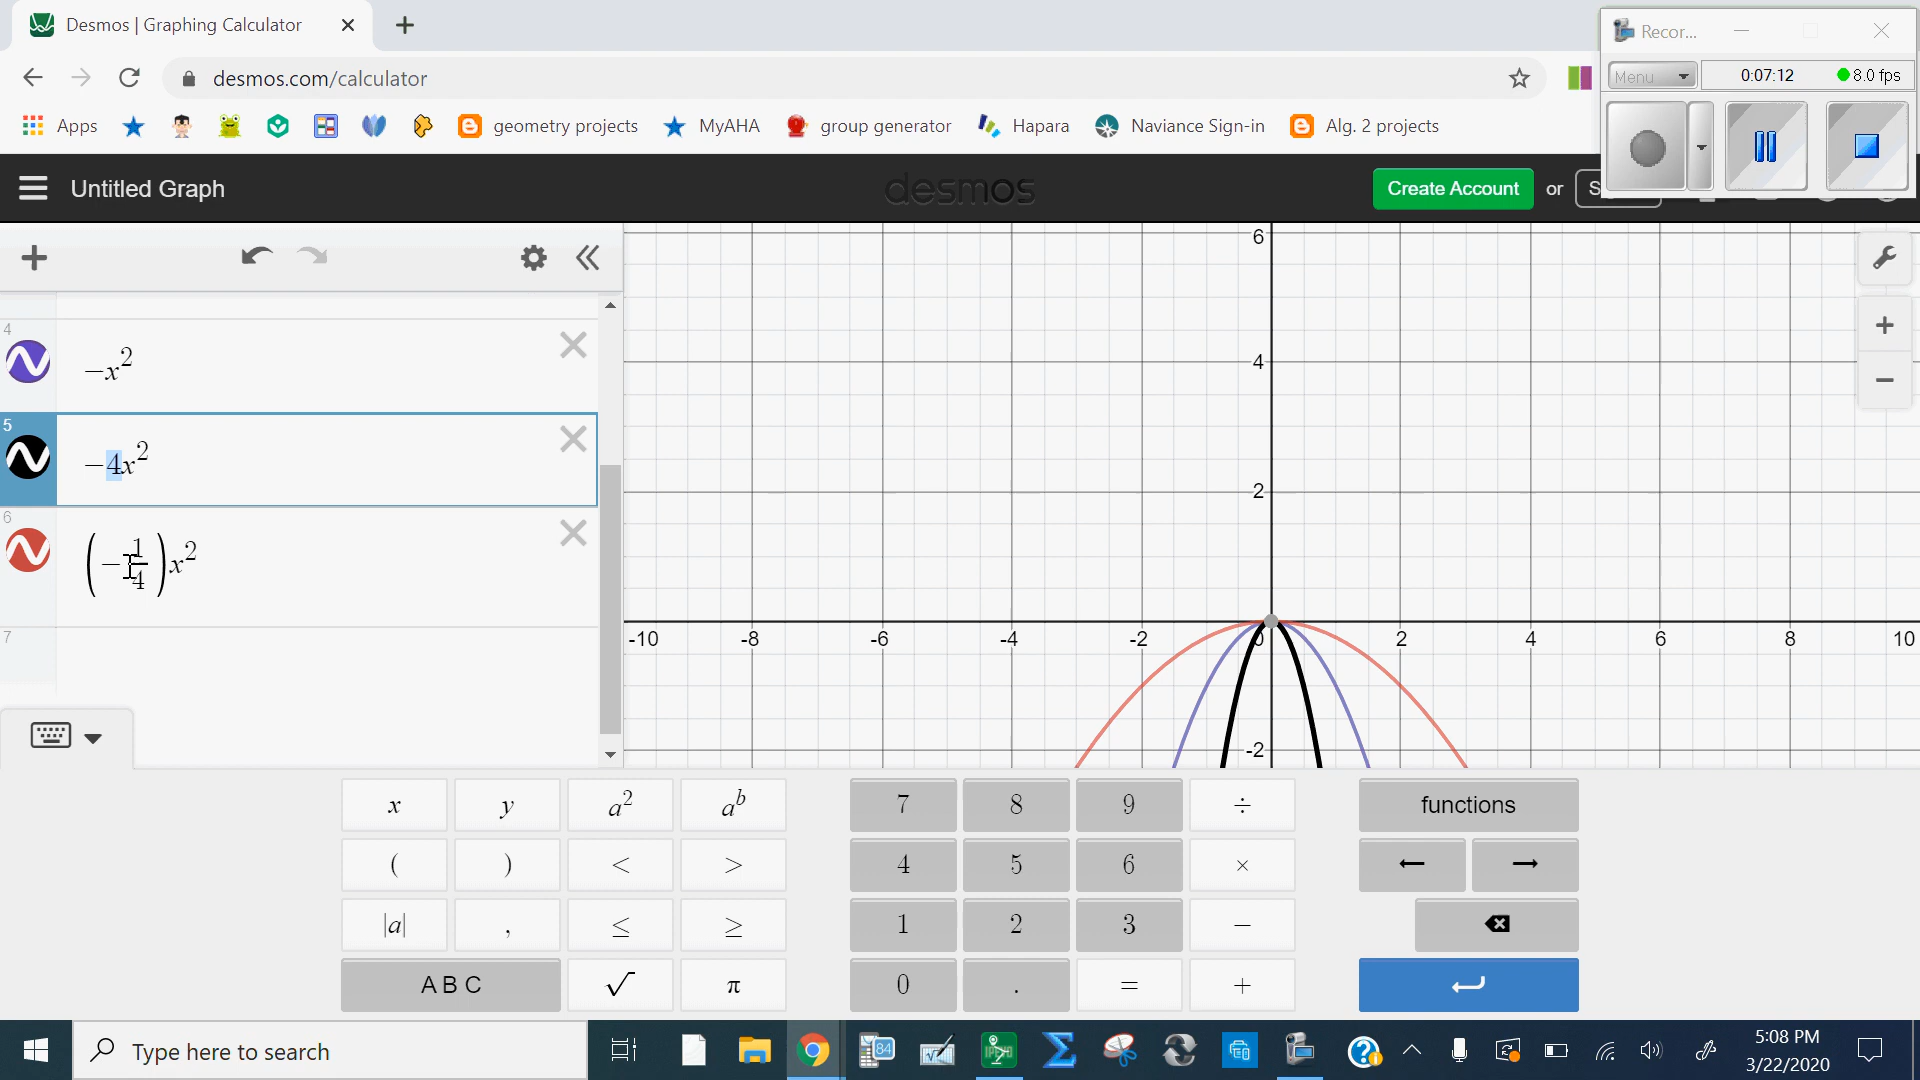 Desmos | Graphing Calculator
Recor...
desmos.com/calculator
Menu
0:07:12
8.0 fps
Apps
geometry projects
MyAHA
group generator
Hapara
Naviance Sign-in
Alg. 2 projects
Untitled Graph
desmos
Create Account
or
S
4
−x²
5
−4x²
6
(−1/4)x²
7
6
4
2
-10 -8 -6 -4 -2 0 2 4 6 8 10
-2
x y a² aᵇ 7 8 9 ÷ functions
( ) < > 4 5 6 × ← →
|a| , ≤ ≥ 1 2 3 −
A B C √ π 0 . = +
84
Type here to search
5:08 PM
3/22/2020